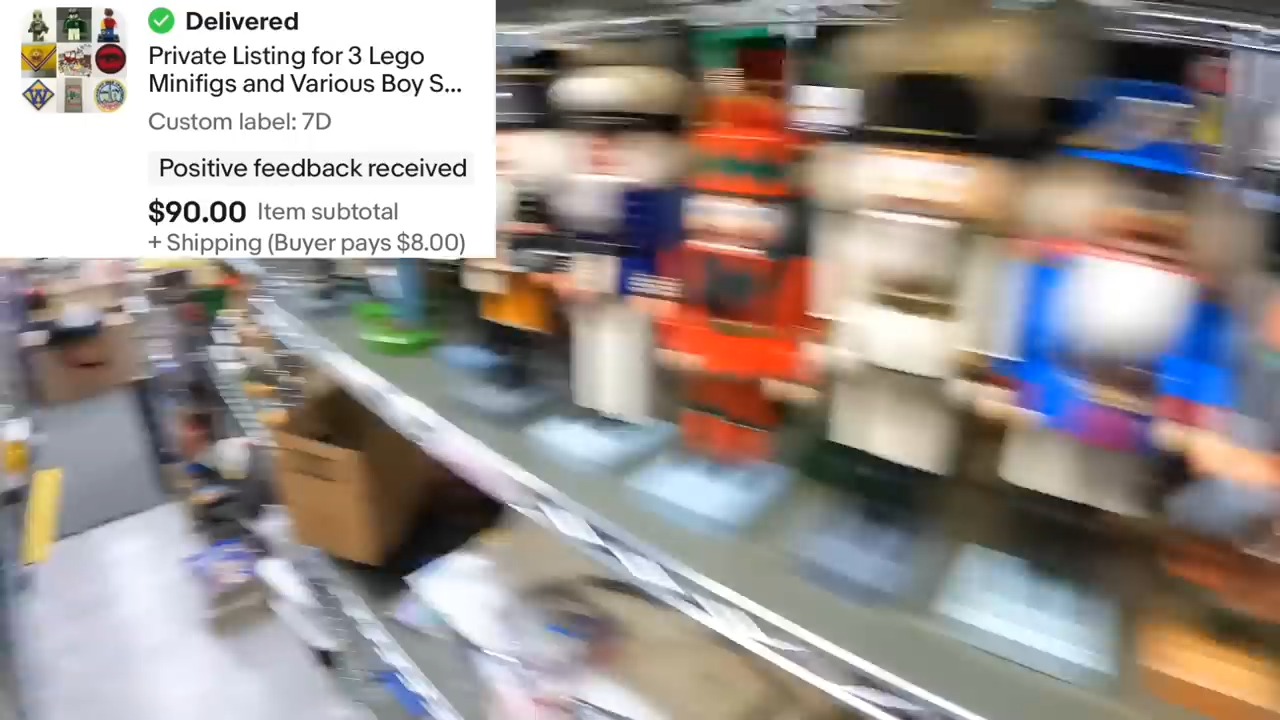 Delivered
Private Listing for 3 Lego
Minifigs and Various Boy S...
Custom label: 7D
Positive feedback received
$90.00 Item subtotal
+ Shipping (Buyer pays $8.00)